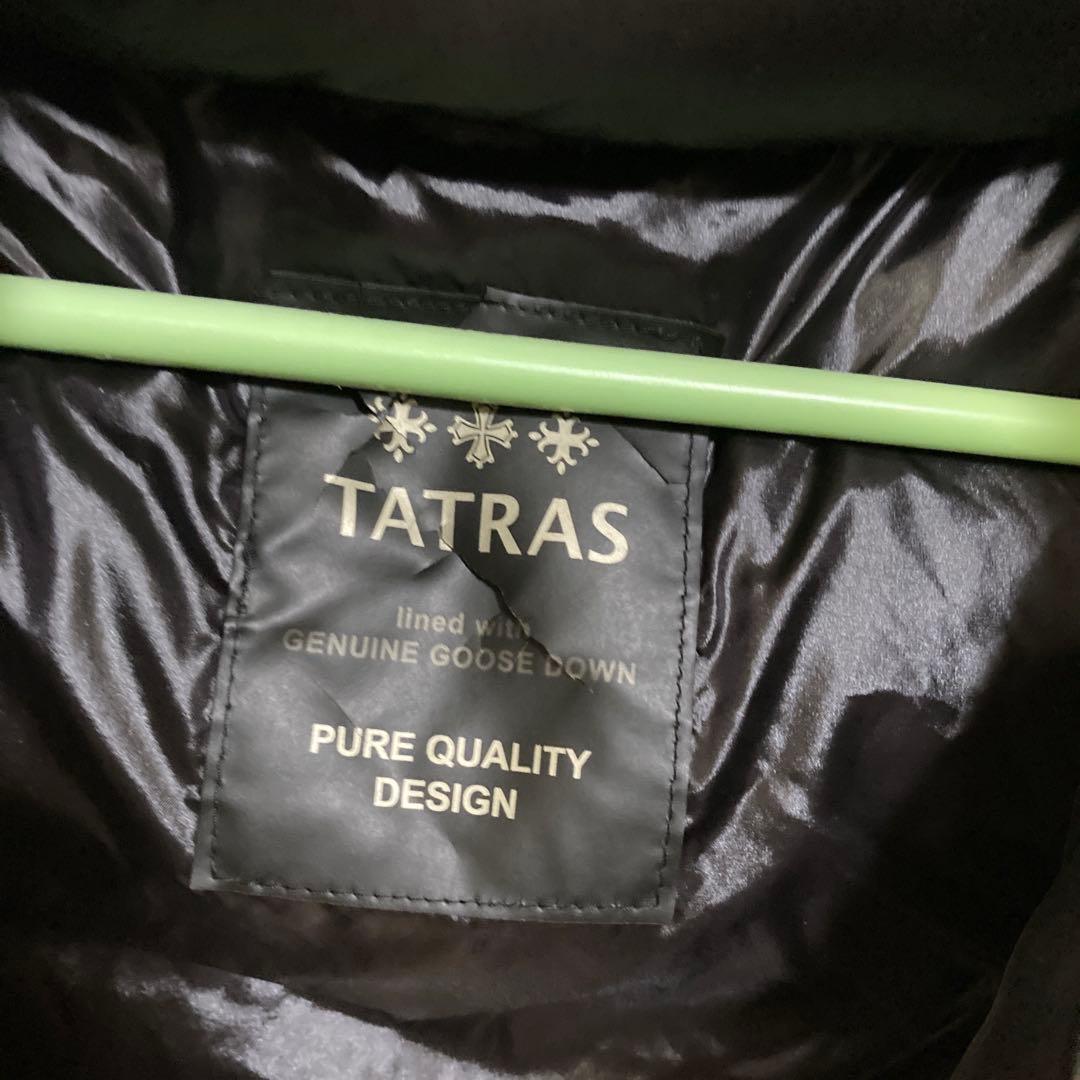 TATRAS
lined with
GENUINE GOOSE DOWN
PURE QUALITY
DESIGN